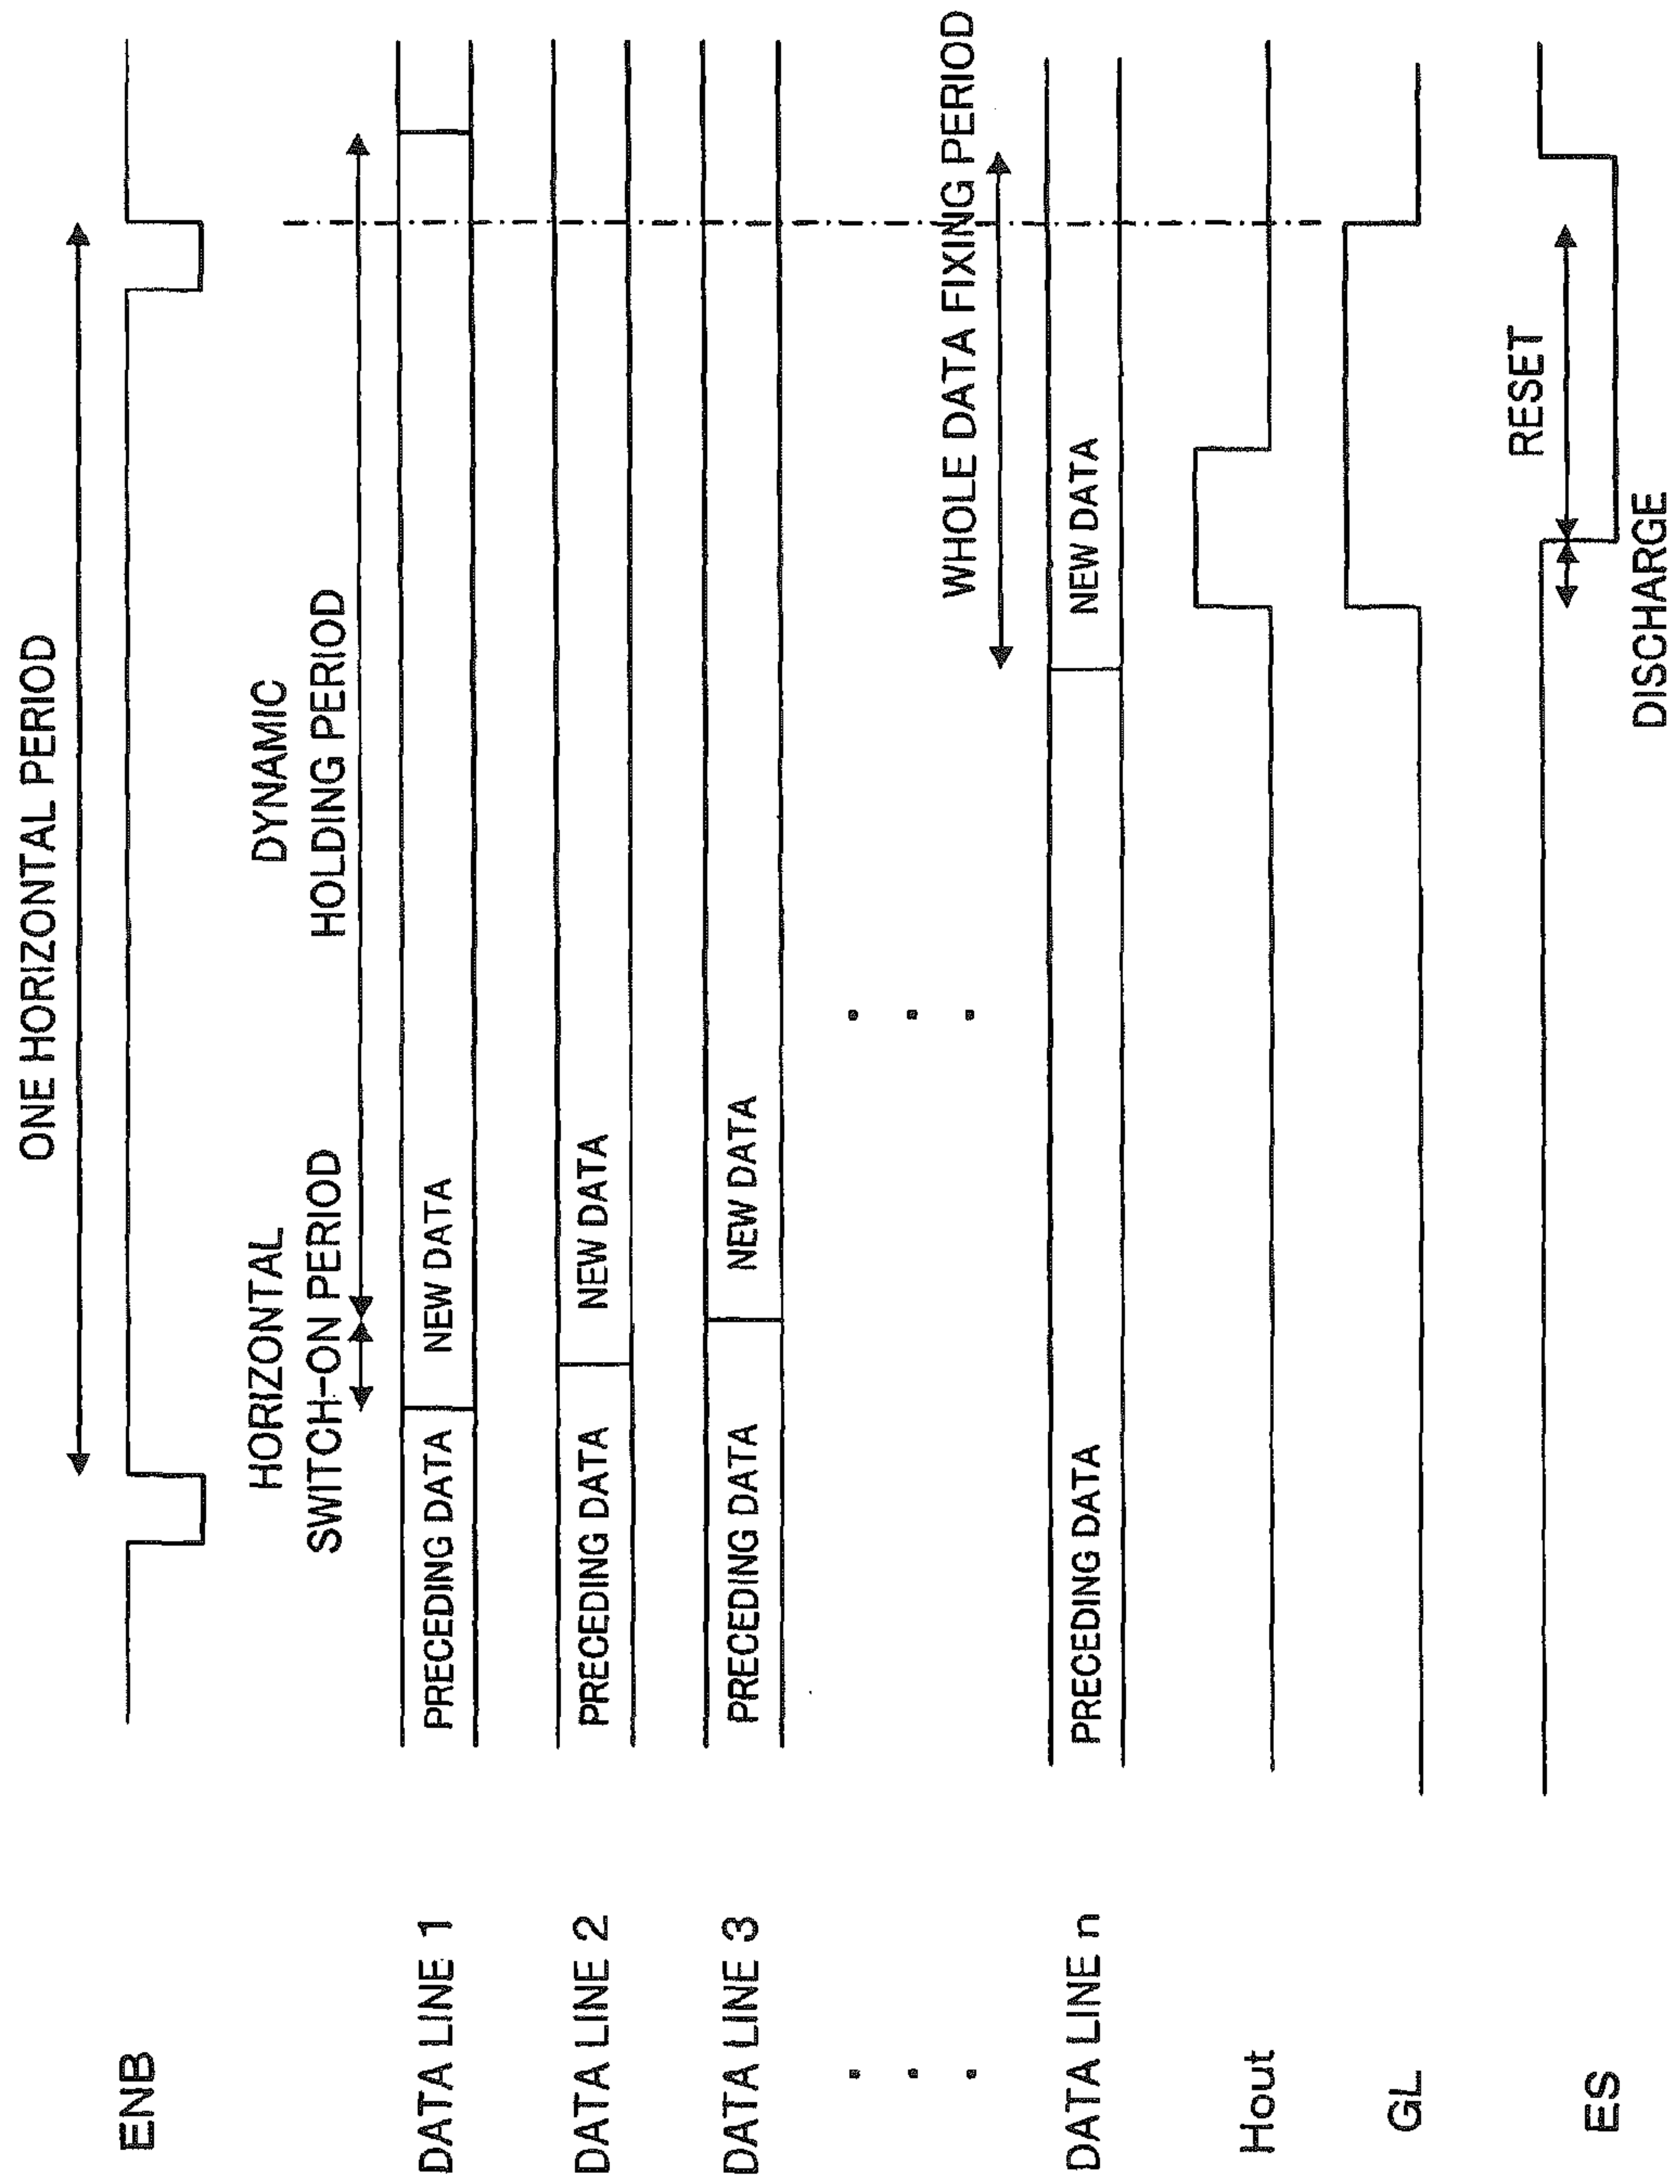 ONE HORIZONTAL PERIOD
ENB
HORIZONTAL
SWITCH-ON PERIOD
DYNAMIC
HOLDING PERIOD
DATA LINE 1
PRECEDING DATA
NEW DATA
DATA LINE 2
PRECEDING DATA
NEW DATA
DATA LINE 3
PRECEDING DATA
NEW DATA
WHOLE DATA FIXING PERIOD
DATA LINE n
PRECEDING DATA
NEW DATA
Hout
GL
RESET
ES
DISCHARGE